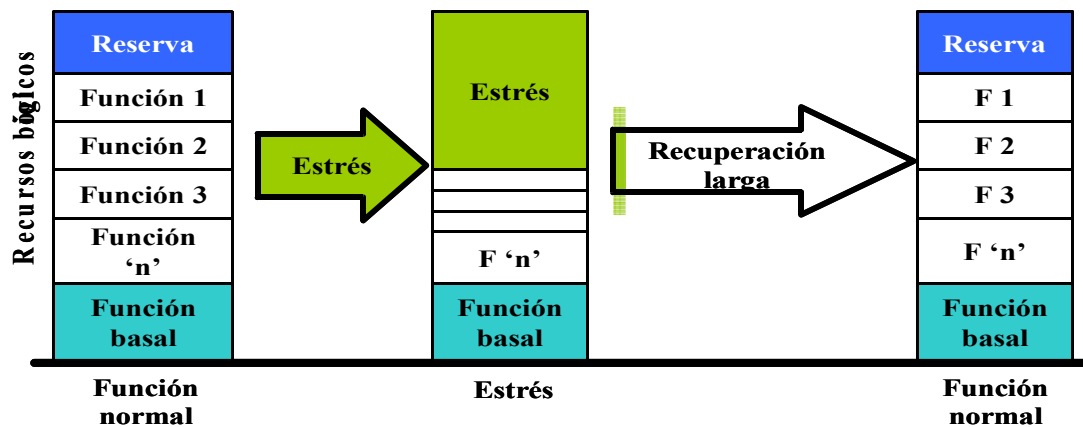 Recursos
Reserva
Función 1
Función 2
Función 3
Función
‘n’
Función
basal
Función
normal
Estrés
Estrés
F ‘n’
Función
basal
Estrés
Recuperación
larga
Reserva
F 1
F 2
F 3
F ‘n’
Función
basal
Función
normal